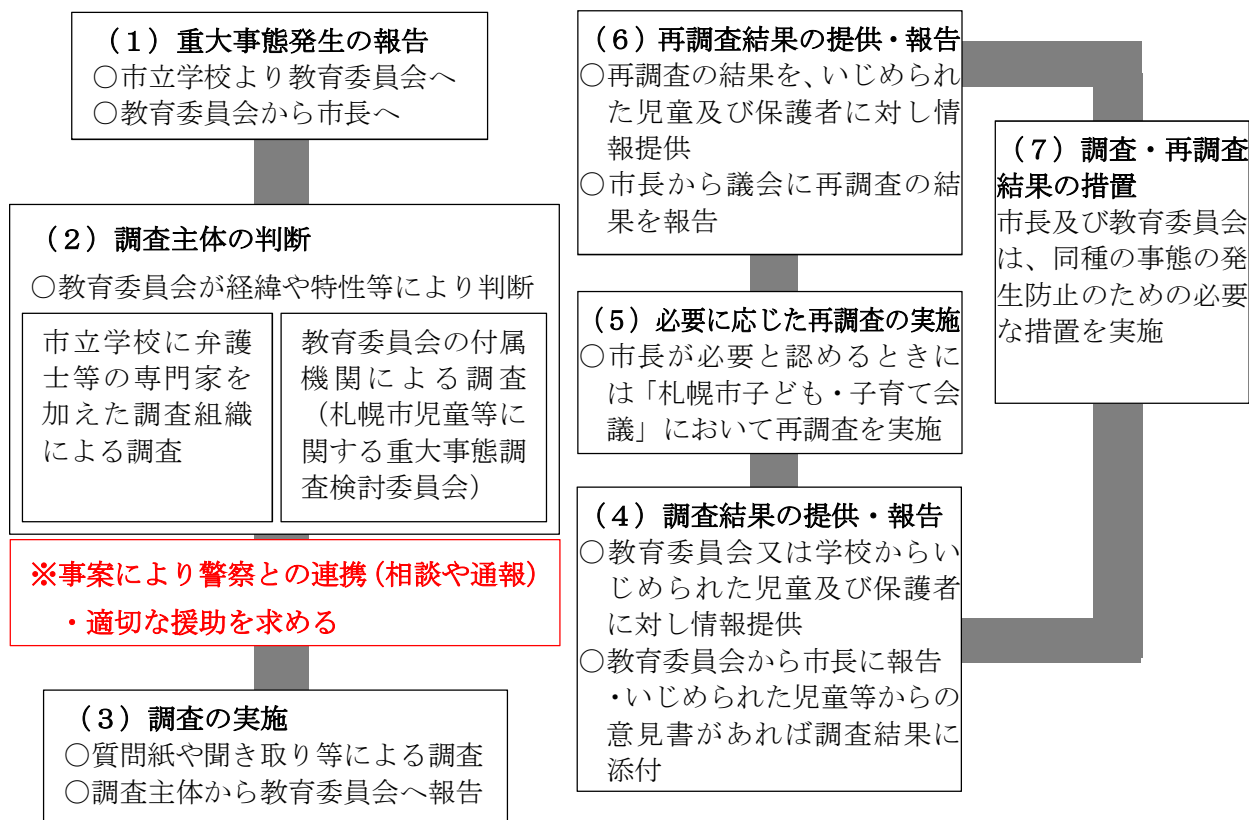 （１）重大事態発生の報告
○市立学校より教育委員会へ
○教育委員会から市長へ
（２）調査主体の判断
○教育委員会が経緯や特性等により判断
市立学校に弁護
士等の専門家を
加えた調査組織
による調査
教育委員会の付属
機関による調査
（札幌市児童等に
関する重大事態調
査検討委員会）
※事案により警察との連携(相談や通報)
・適切な援助を求める
（３）調査の実施
○質問紙や聞き取り等による調査
○調査主体から教育委員会へ報告
（６）再調査結果の提供・報告
○再調査の結果を、いじめられ
た児童及び保護者に対し情
報提供
○市長から議会に再調査の結
果を報告
（５）必要に応じた再調査の実施
○市長が必要と認めるときに
は「札幌市子ども・子育て会
議」において再調査を実施
（４）調査結果の提供・報告
○教育委員会又は学校からい
じめられた児童及び保護者
に対し情報提供
○教育委員会から市長に報告
・いじめられた児童等からの
意見書があれば調査結果に
添付
（７）調査・再調査
結果の措置
市長及び教育委員会
は、同種の事態の発
生防止のための必要
な措置を実施